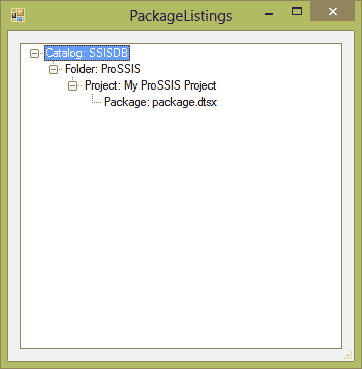 PackageListings
Catalog: SSISDB
Folder: ProSSIS
Project: My ProSSIS Project
Package: package.dtsx